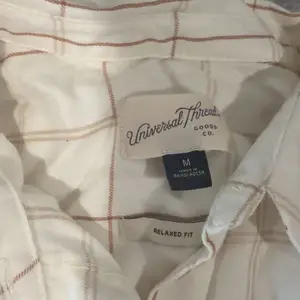 Universal Thread
GOODS
CO.
M
MADE IN
BANGLADESH
RELAXED FIT